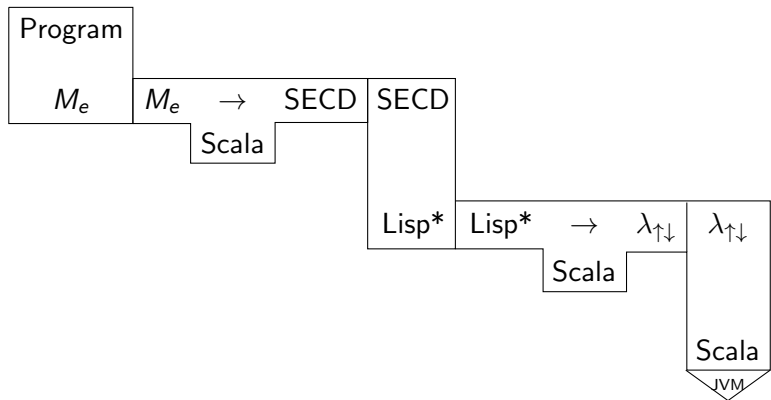 Program
M_e M_e → SECD SECD
Scala
Lisp* Lisp* → λ↑↓ λ↑↓
Scala
Scala
JVM